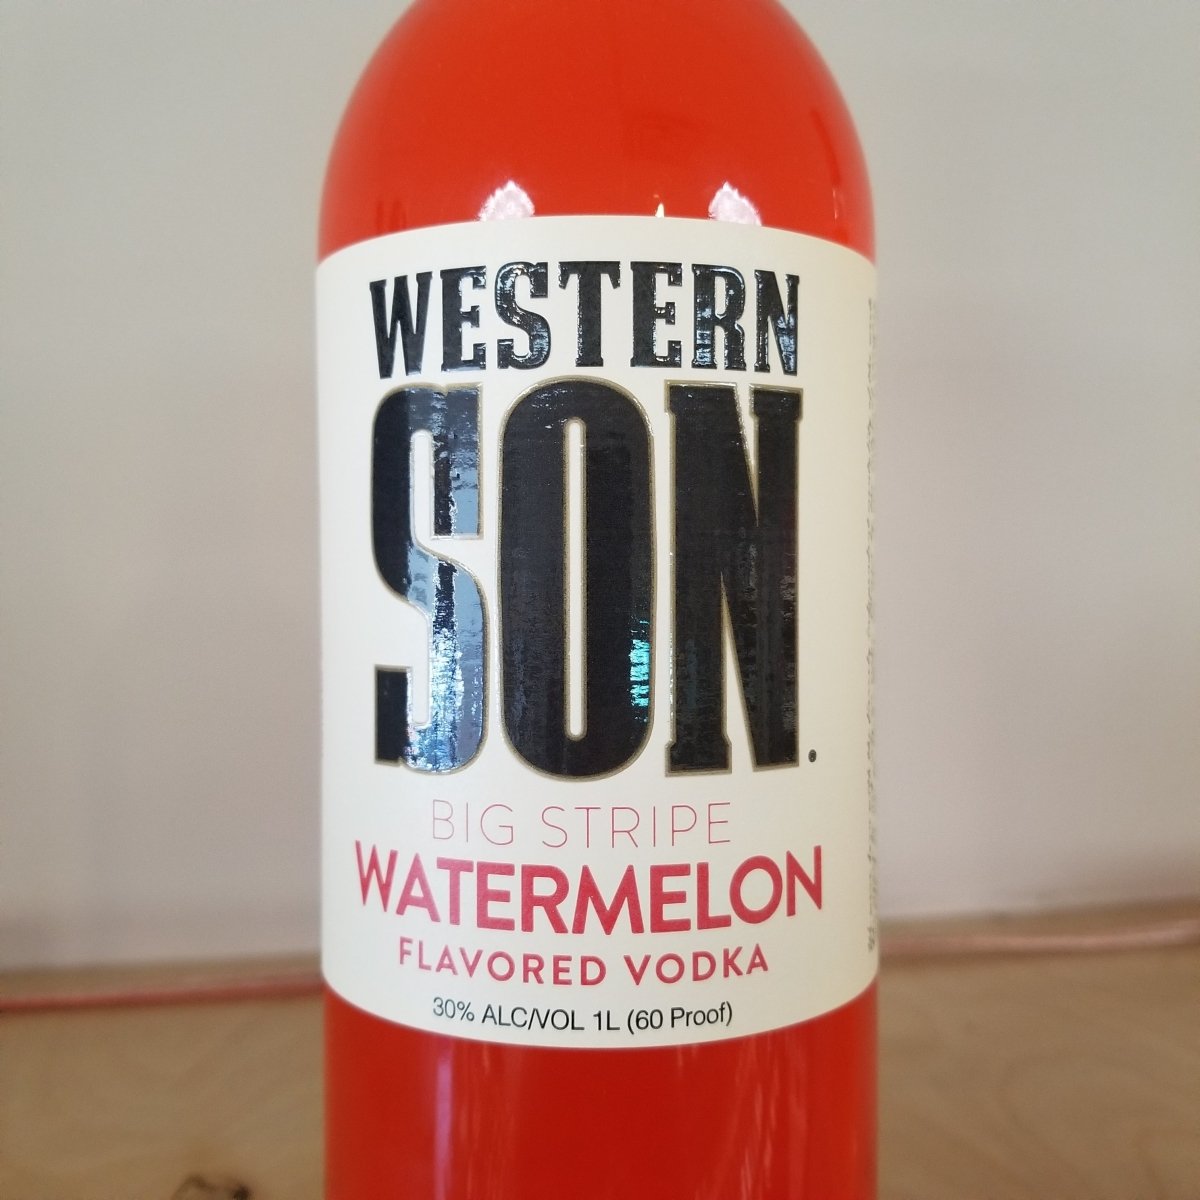 WESTERN
SON
BIG STRIPE
WATERMELON
FLAVORED VODKA
30% ALC/VOL 1L (60 Proof)